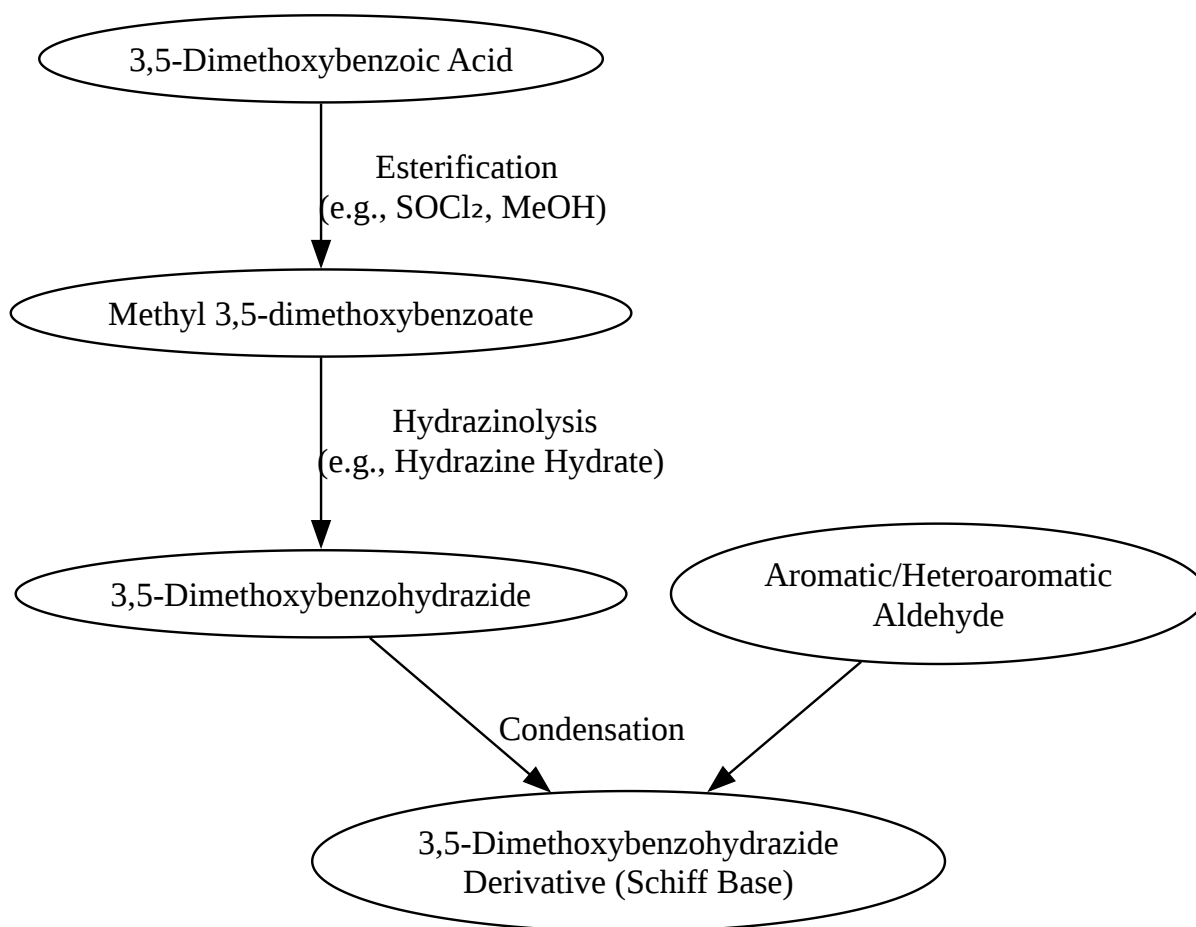 3,5-Dimethoxybenzoic Acid
Esterification
(e.g., SOCl₂, MeOH)
Methyl 3,5-dimethoxybenzoate
Hydrazinolysis
(e.g., Hydrazine Hydrate)
3,5-Dimethoxybenzohydrazide
Aromatic/Heteroaromatic
Aldehyde
Condensation
3,5-Dimethoxybenzohydrazide
Derivative (Schiff Base)